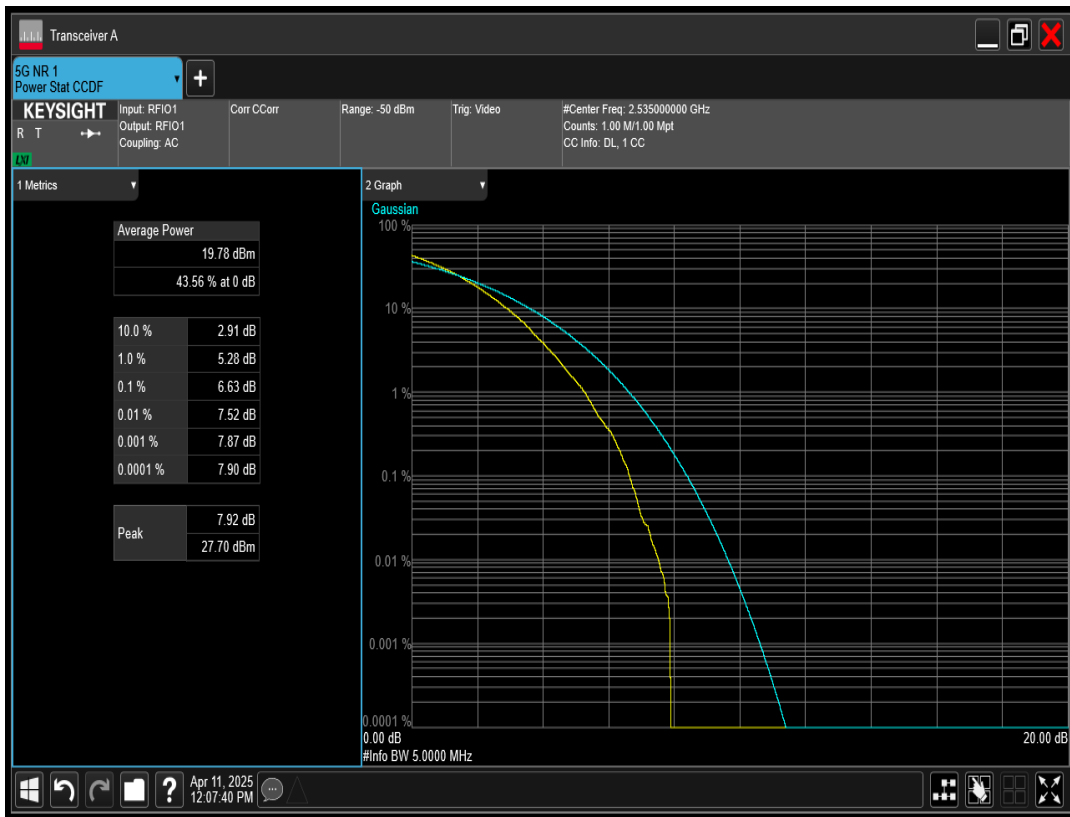 Transceiver A
5G NR 1
Power Stat CCDF
KEYSIGHT
R T
LXI
Input: RFIO1
Output: RFIO1
Coupling: AC
Corr CCorr
Range: -50 dBm
Trig: Video
#Center Freq: 2.535000000 GHz
Counts: 1.00 M/1.00 Mpt
CC Info: DL, 1 CC
1 Metrics
Average Power
19.78 dBm
43.56 % at 0 dB
10.0 % 2.91 dB
1.0 % 5.28 dB
0.1 % 6.63 dB
0.01 % 7.52 dB
0.001 % 7.87 dB
0.0001 % 7.90 dB
Peak 7.92 dB
27.70 dBm
2 Graph
Gaussian
100 %
10 %
1 %
0.1 %
0.01 %
0.001 %
0.0001 %
0.00 dB 20.00 dB
#Info BW 5.0000 MHz
?
Apr 11, 2025
12:07:40 PM